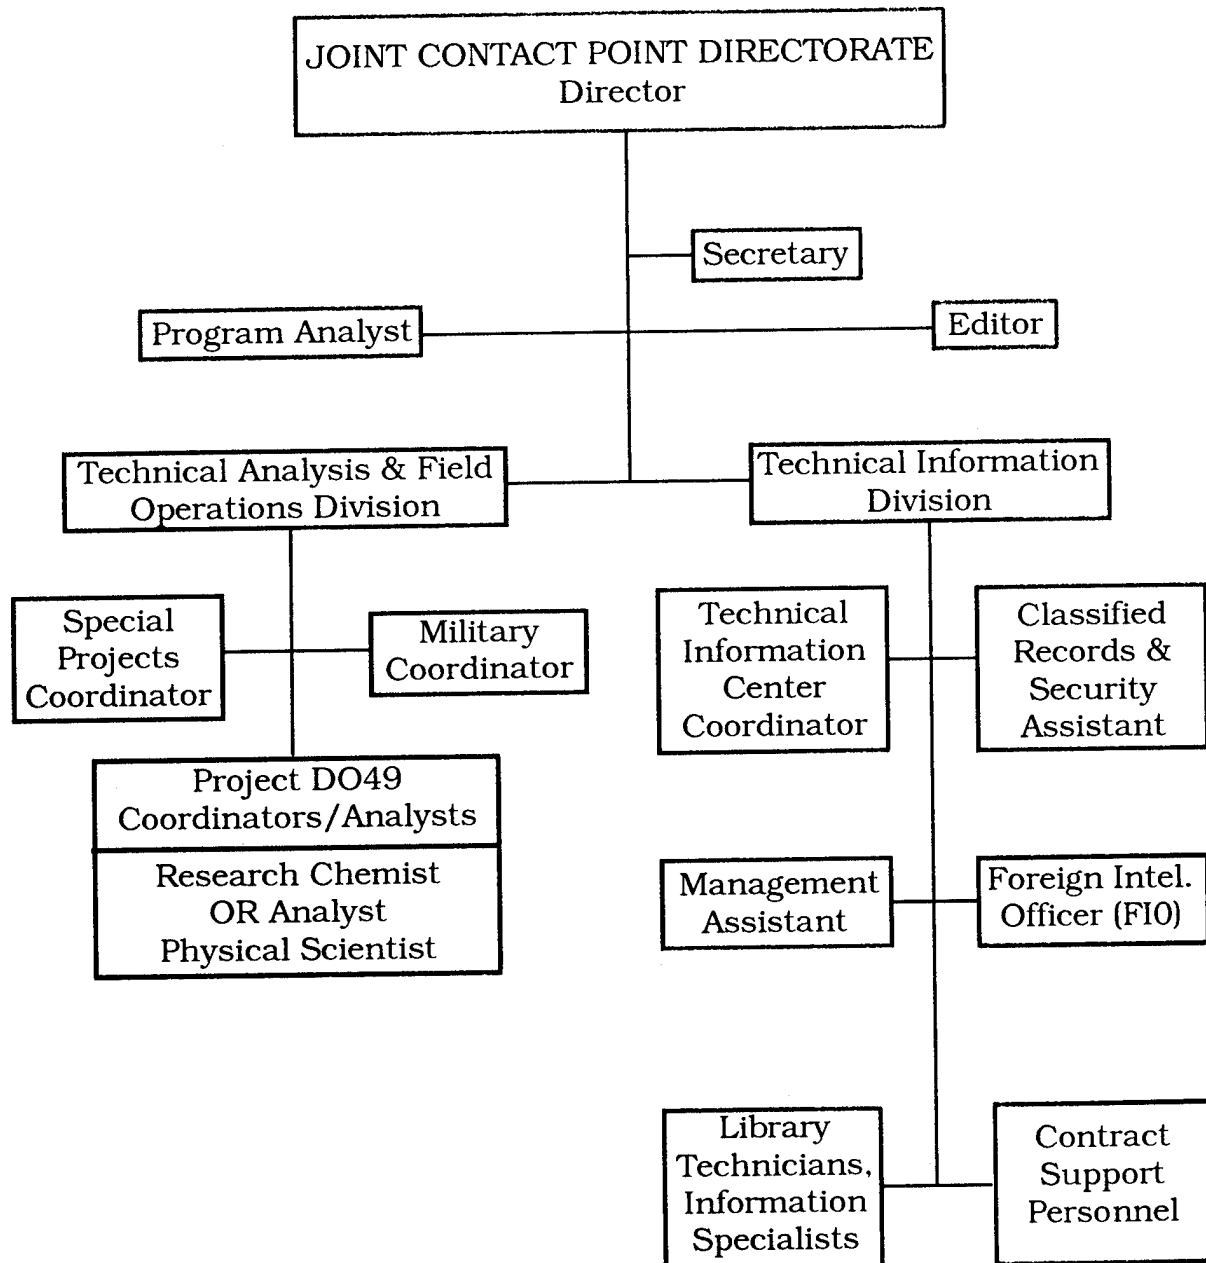 JOINT CONTACT POINT DIRECTORATE
Director
Secretary
Program Analyst
Editor
Technical Analysis & Field
Operations Division
Technical Information
Division
Special
Projects
Coordinator
Military
Coordinator
Technical
Information
Center
Coordinator
Classified
Records &
Security
Assistant
Project DO49
Coordinators/Analysts
Research Chemist
OR Analyst
Physical Scientist
Management
Assistant
Foreign Intel.
Officer (FI0)
Library
Technicians,
Information
Specialists
Contract
Support
Personnel